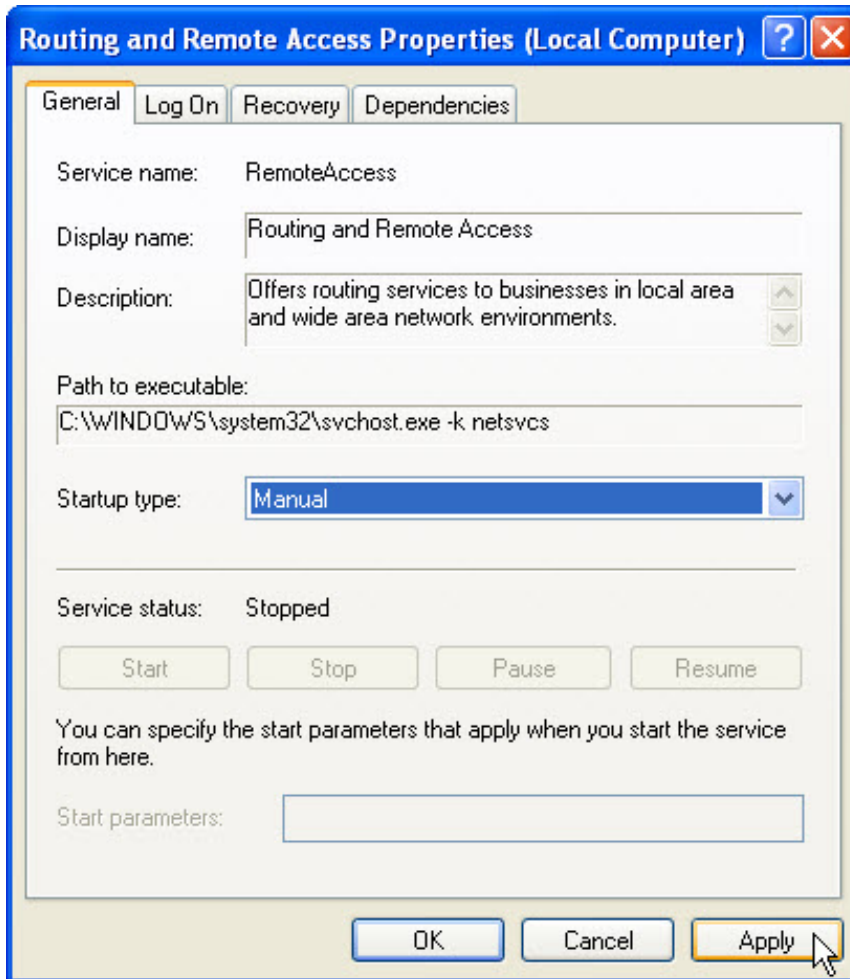 Routing and Remote Access Properties (Local Computer) ?
General Log On Recovery Dependencies
Service name: RemoteAccess
Display name: Routing and Remote Access
Description: Offers routing services to businesses in local area
and wide area network environments.
Path to executable:
C:\WINDOWS\system32\svchost.exe -k netsvcs
Startup type: Manual
Service status: Stopped
Start Stop Pause Resume
You can specify the start parameters that apply when you start the service
from here.
Start parameters:
OK Cancel Apply